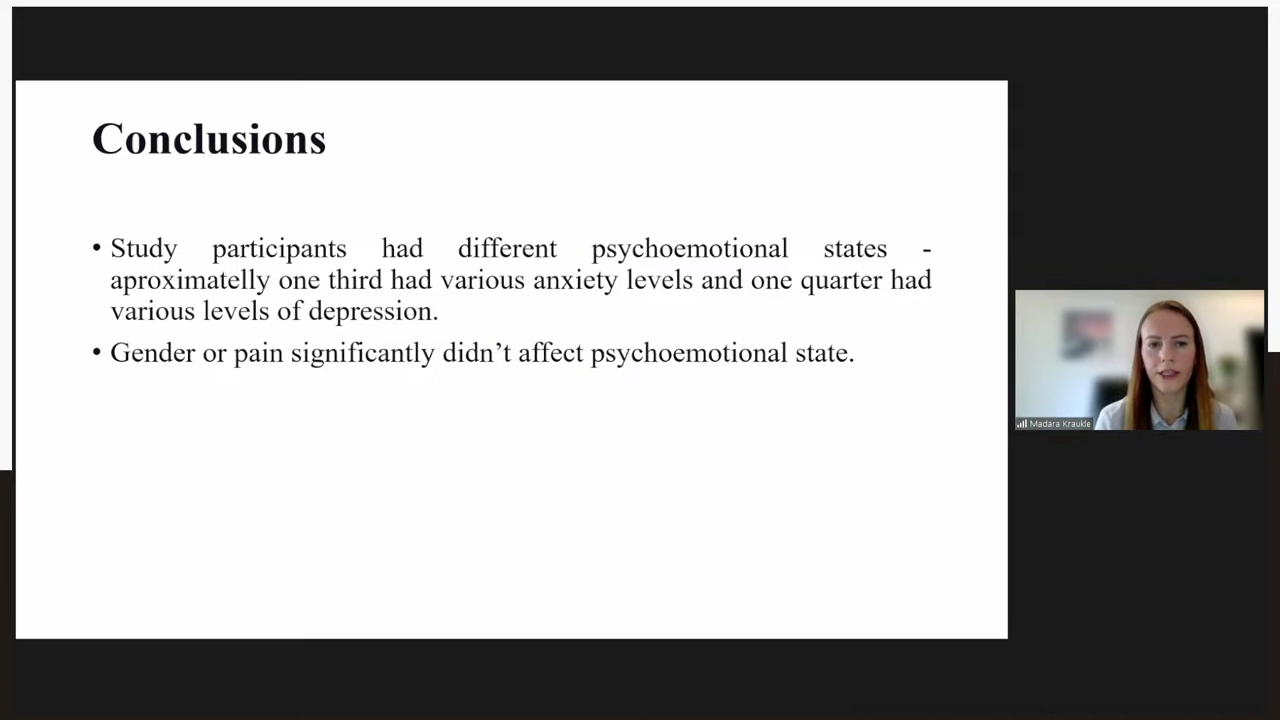 Conclusions
• Study participants had different psychoemotional states -
aproximatelly one third had various anxiety levels and one quarter had
various levels of depression.
• Gender or pain significantly didn’t affect psychoemotional state.
Madara Kraukle